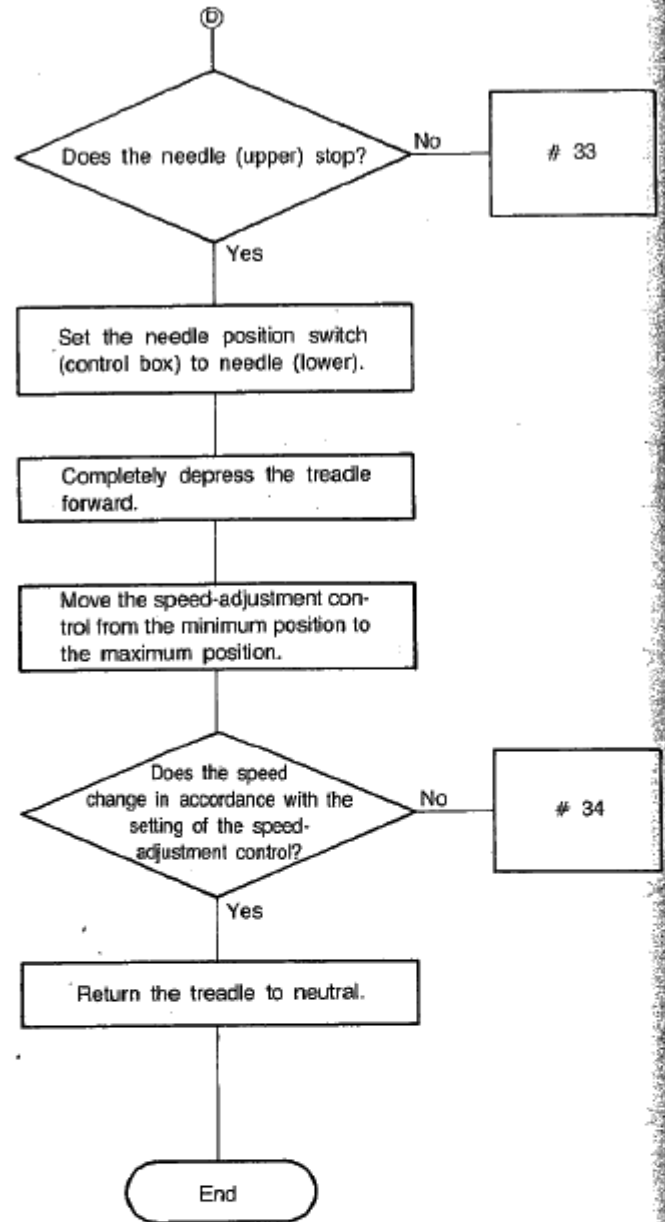 D
Does the needle (upper) stop?
No
# 33
Yes
Set the needle position switch
(control box) to needle (lower).
Completely depress the treadle
forward.
Move the speed-adjustment con-
trol from the minimum position to
the maximum position.
Does the speed
change in accordance with the
setting of the speed-
adjustment control?
No
# 34
Yes
Return the treadle to neutral.
End